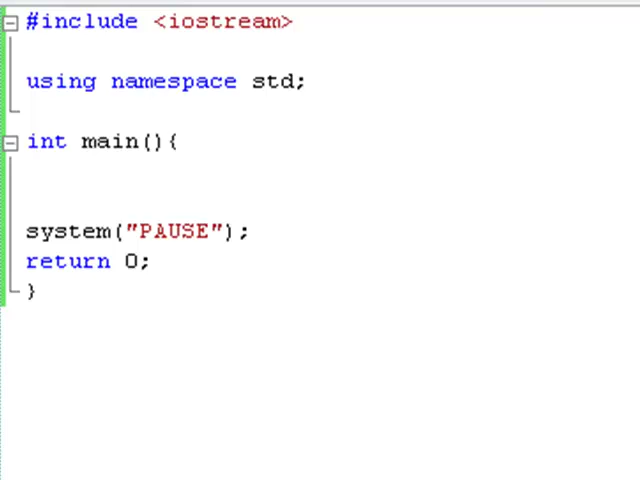 #include <iostream>
using namespace std;
int main(){
system("PAUSE");
return 0;
}